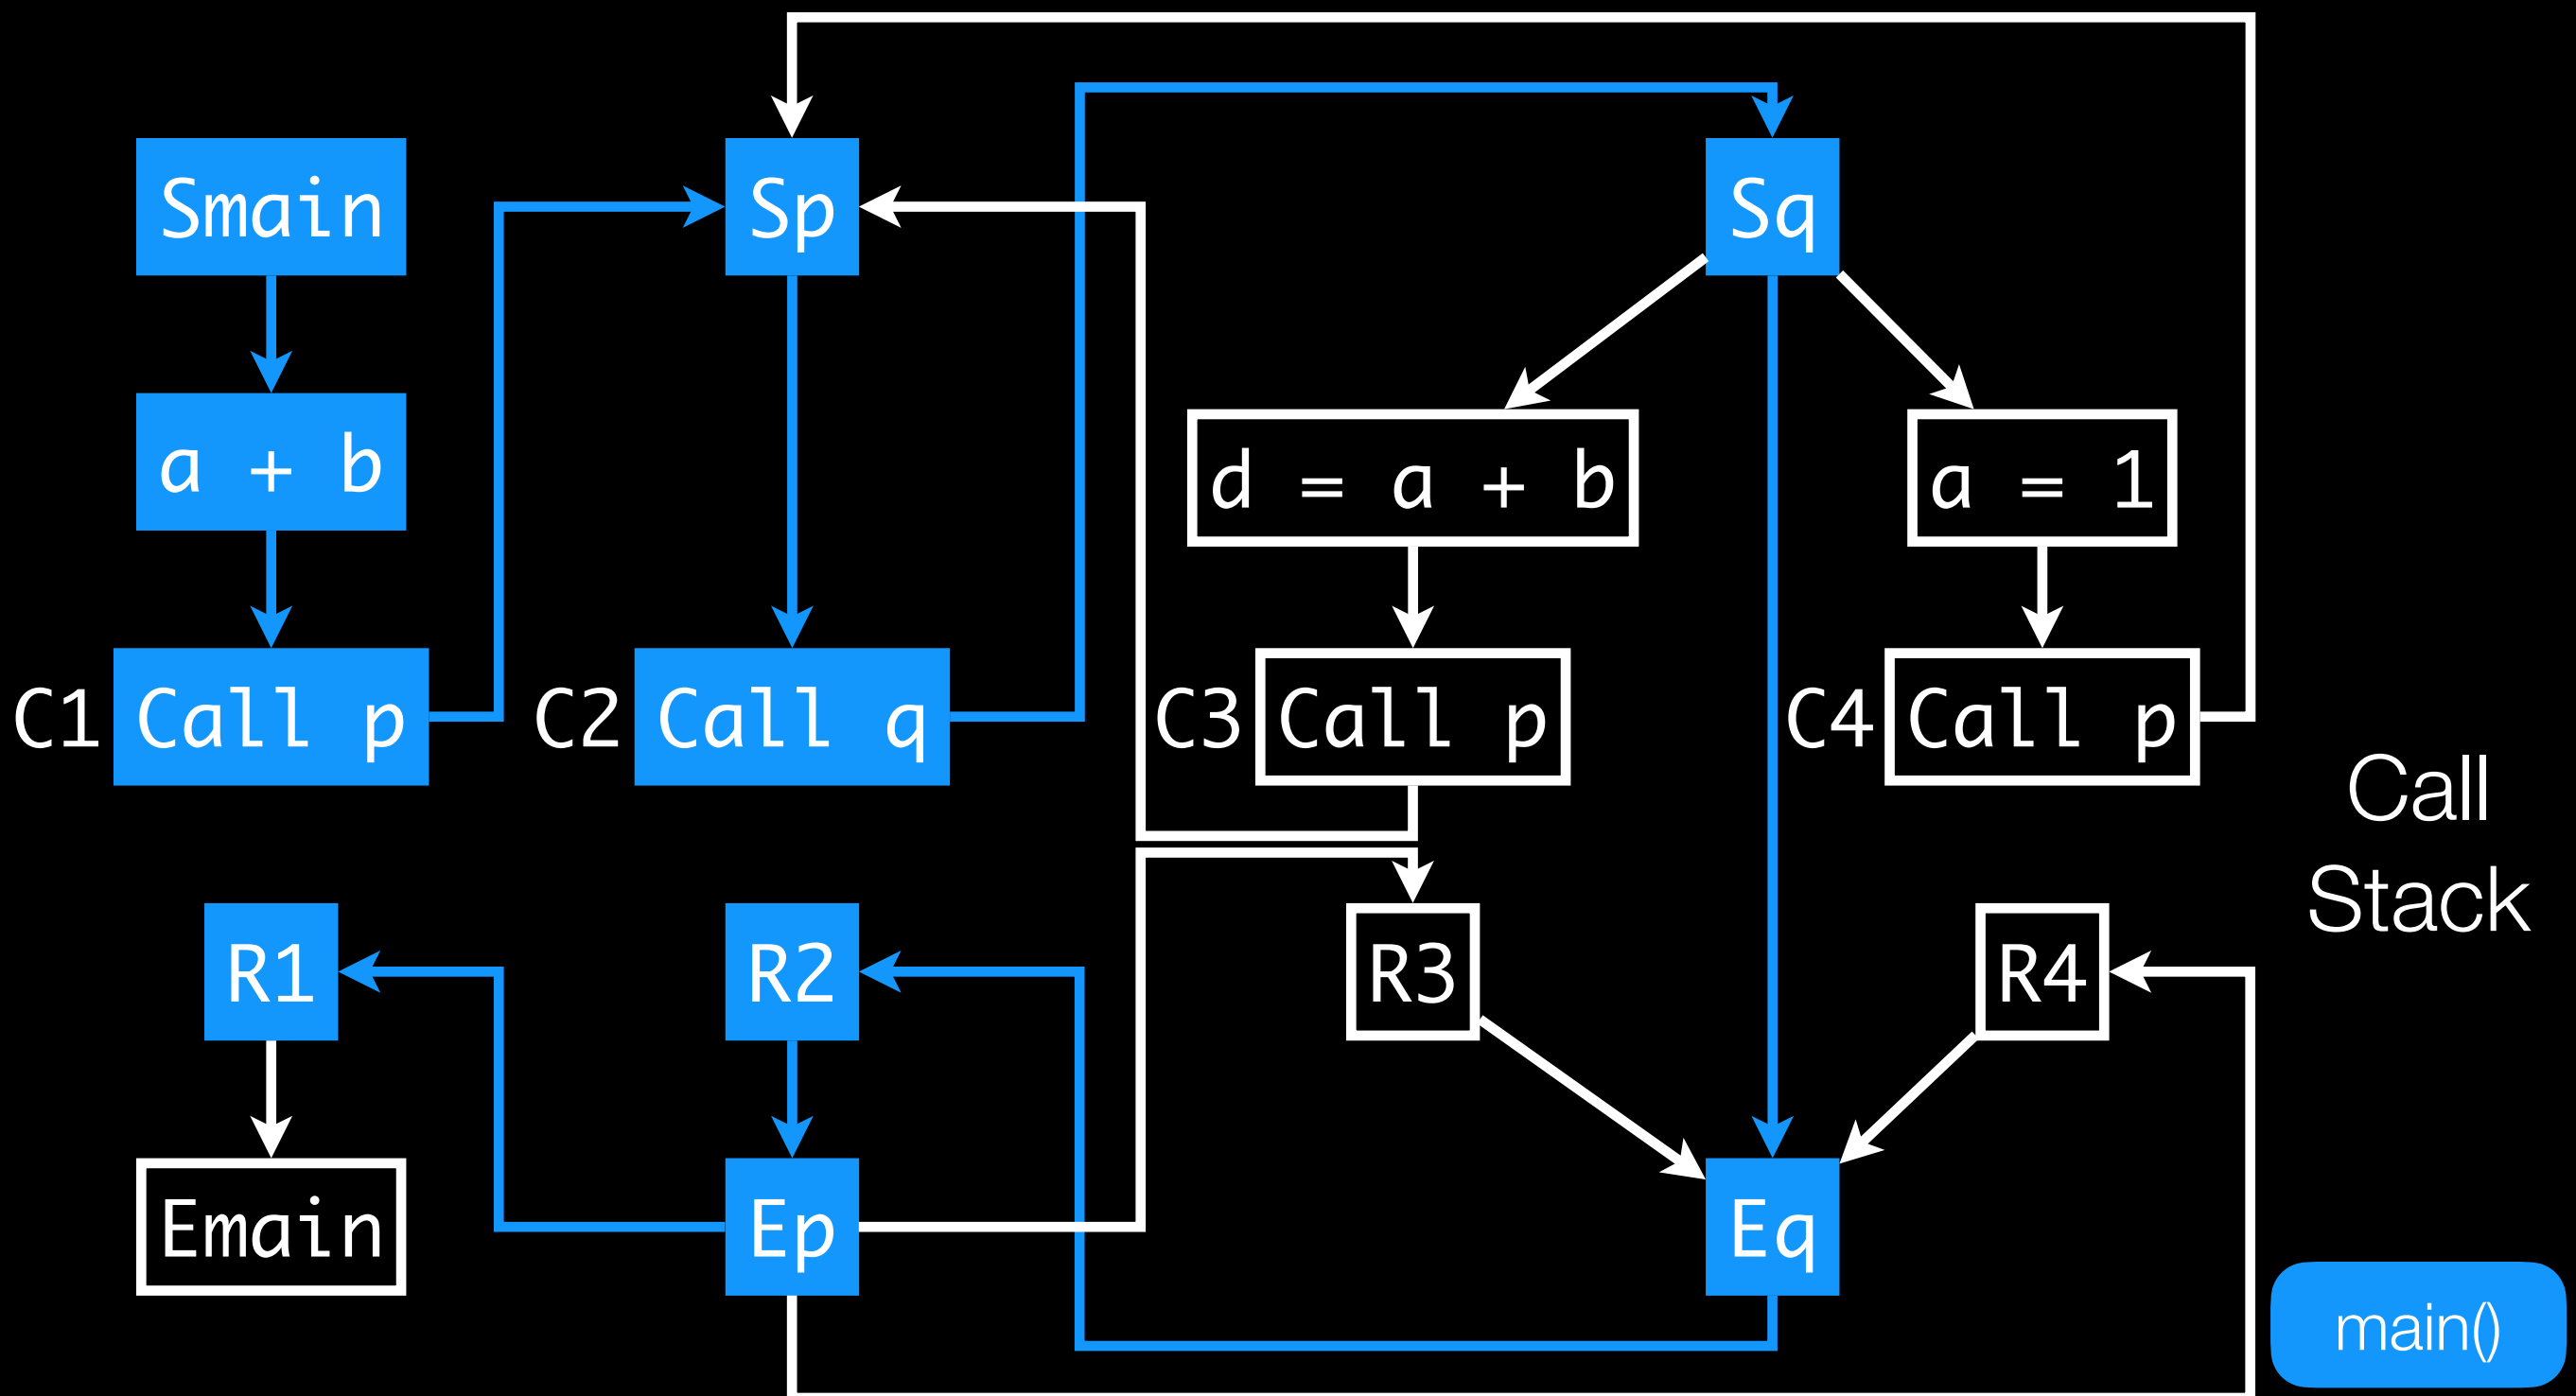 Smain
Sp
Sq
a + b
d = a + b
a = 1
C1 Call p
C2 Call q
C3 Call p
C4 Call p
Call
Stack
R1
R2
R3
R4
Emain
Ep
Eq
main()